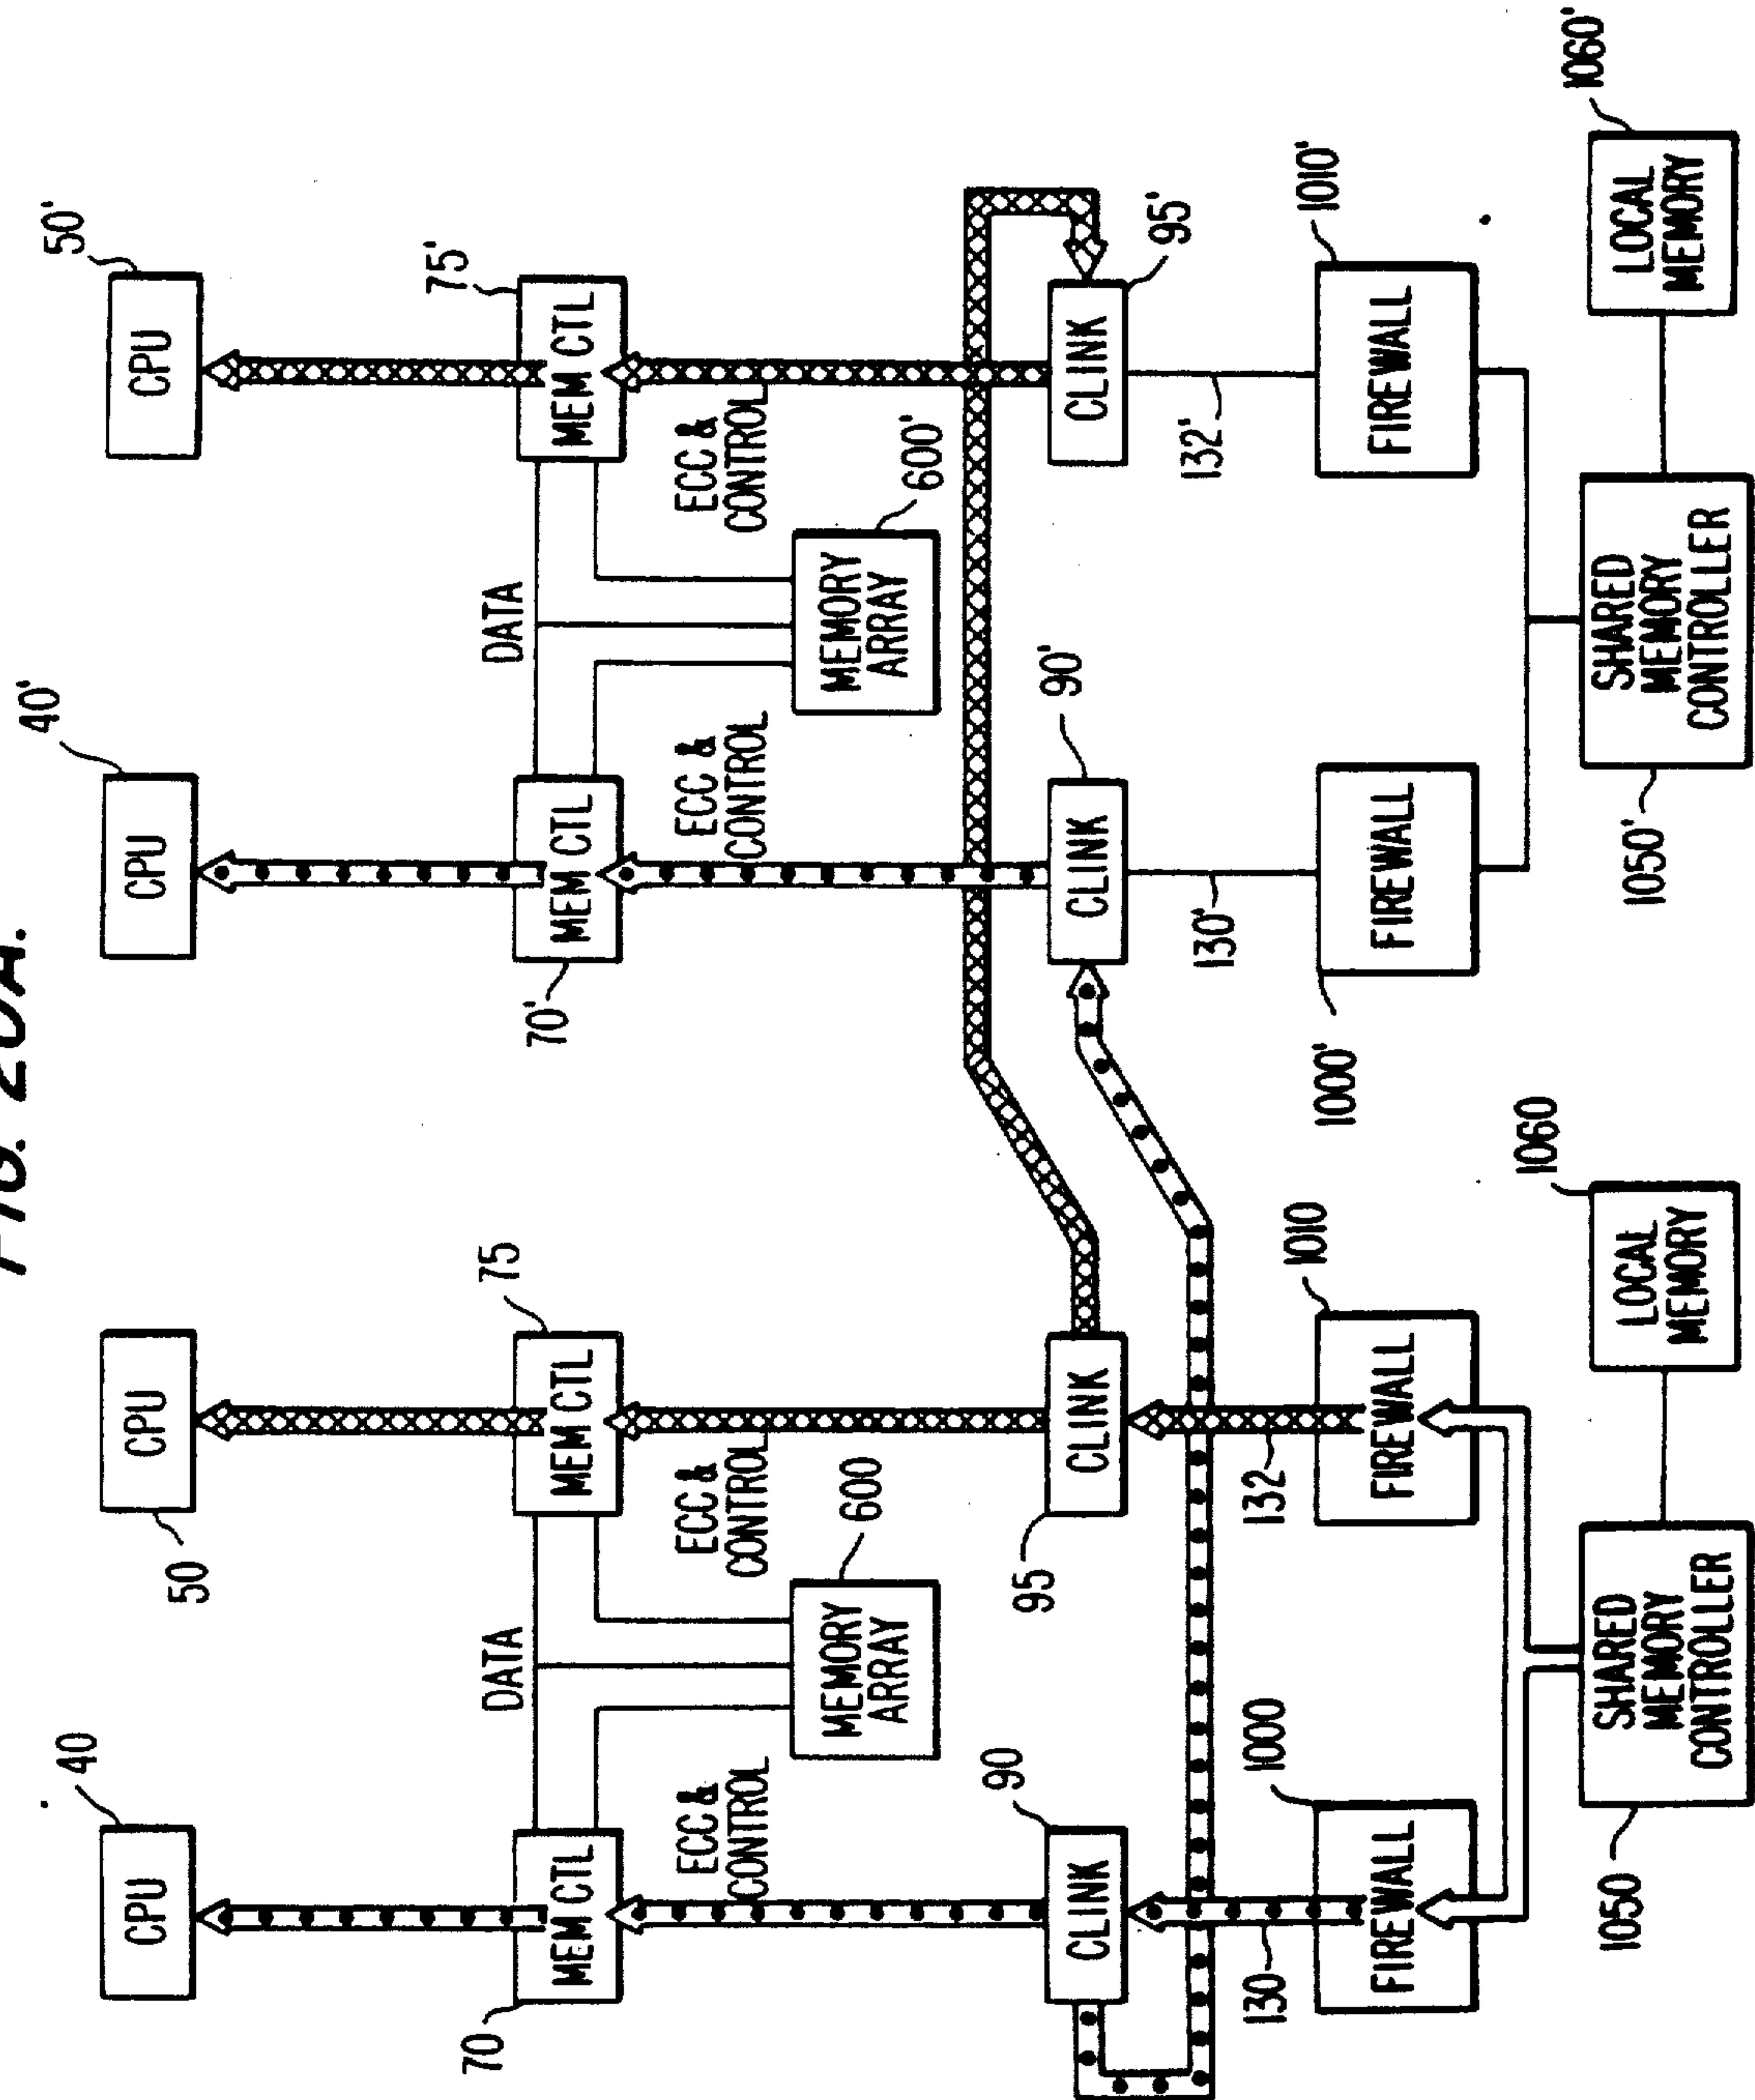 FIG. 20A.
40
CPU
50
CPU
40'
CPU
50'
CPU
70
MEM CTL
DATA
75
MEM CTL
70'
MEM CTL
DATA
75'
MEM CTL
ECC &
CONTROL
ECC &
CONTROL
ECC &
CONTROL
ECC &
CONTROL
600
MEMORY
ARRAY
600'
MEMORY
ARRAY
90
CLINK
95
CLINK
90'
CLINK
95'
CLINK
130
132
130'
132'
1000
FIREWALL
1010
FIREWALL
1000'
FIREWALL
1010'
FIREWALL
1050
SHARED
MEMORY
CONTROLLER
1060
LOCAL
MEMORY
1050'
SHARED
MEMORY
CONTROLLER
1060'
LOCAL
MEMORY